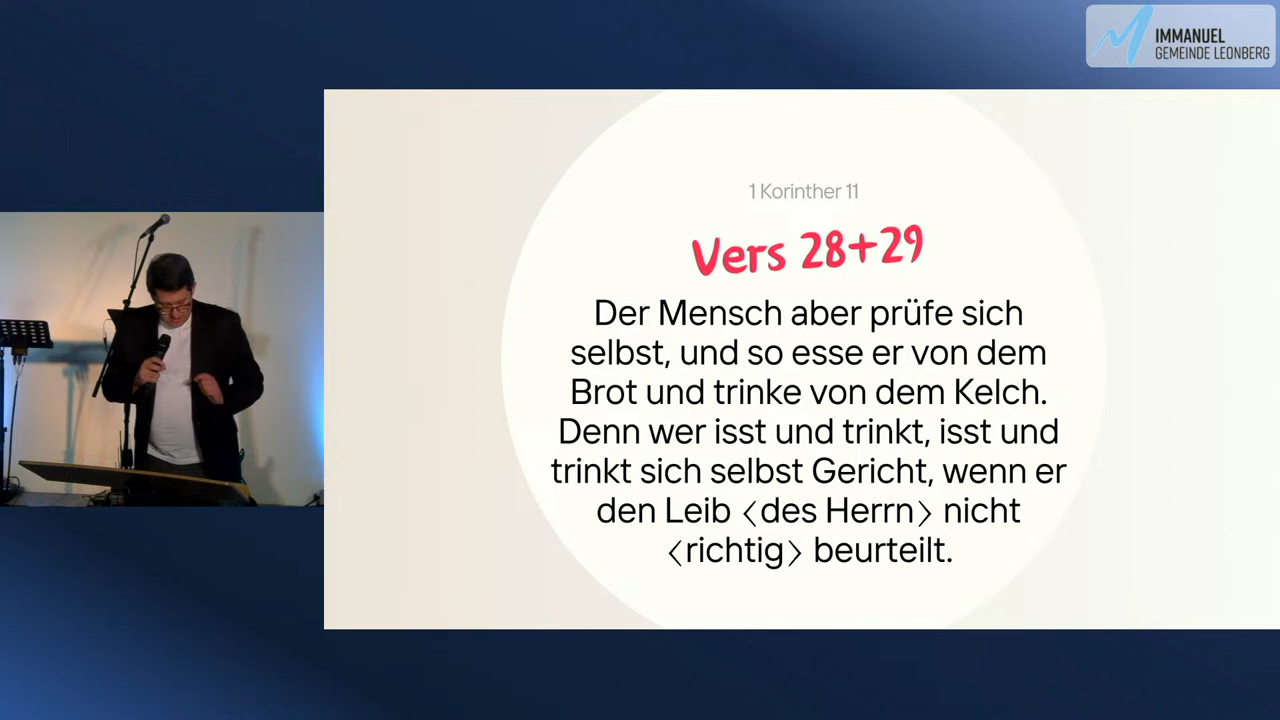 IMMANUEL
GEMEINDE LEONBERG
1 Korinther 11
Vers 28+29
Der Mensch aber prüfe sich
selbst, und so esse er von dem
Brot und trinke von dem Kelch.
Denn wer isst und trinkt, isst und
trinkt sich selbst Gericht, wenn er
den Leib 〈des Herrn〉 nicht
〈richtig〉 beurteilt.